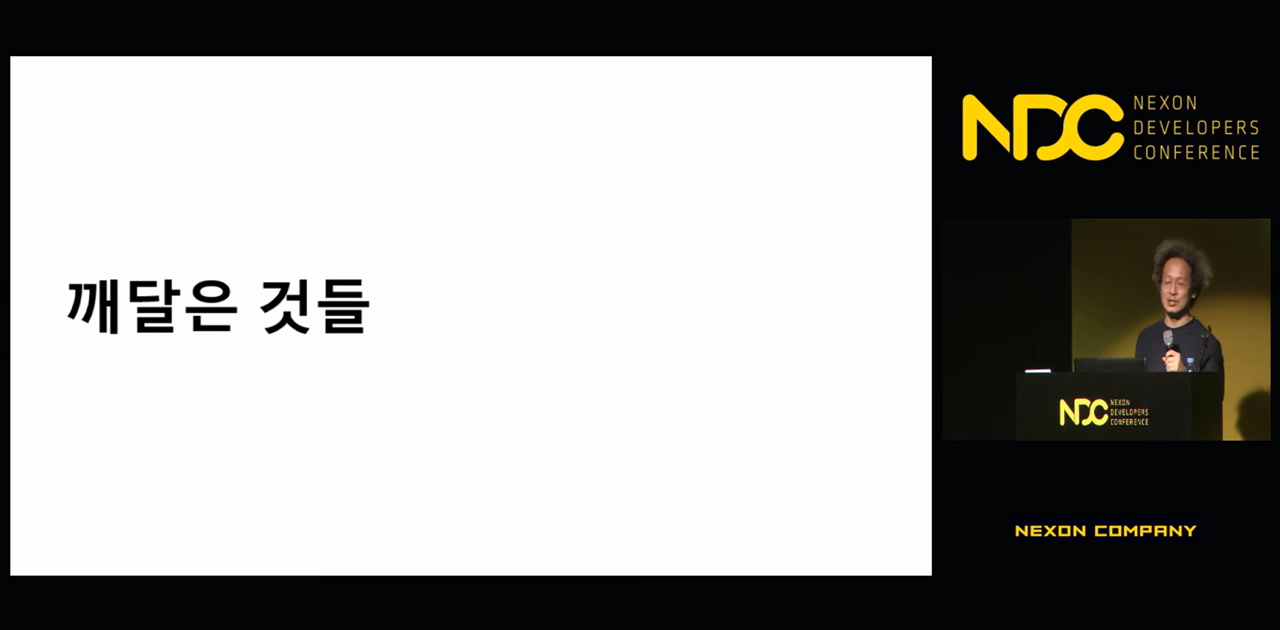 깨달은 것들
NDC
NEXON
DEVELOPERS
CONFERENCE
NDC
NEXON
DEVELOPERS
CONFERENCE
NEXON COMPANY